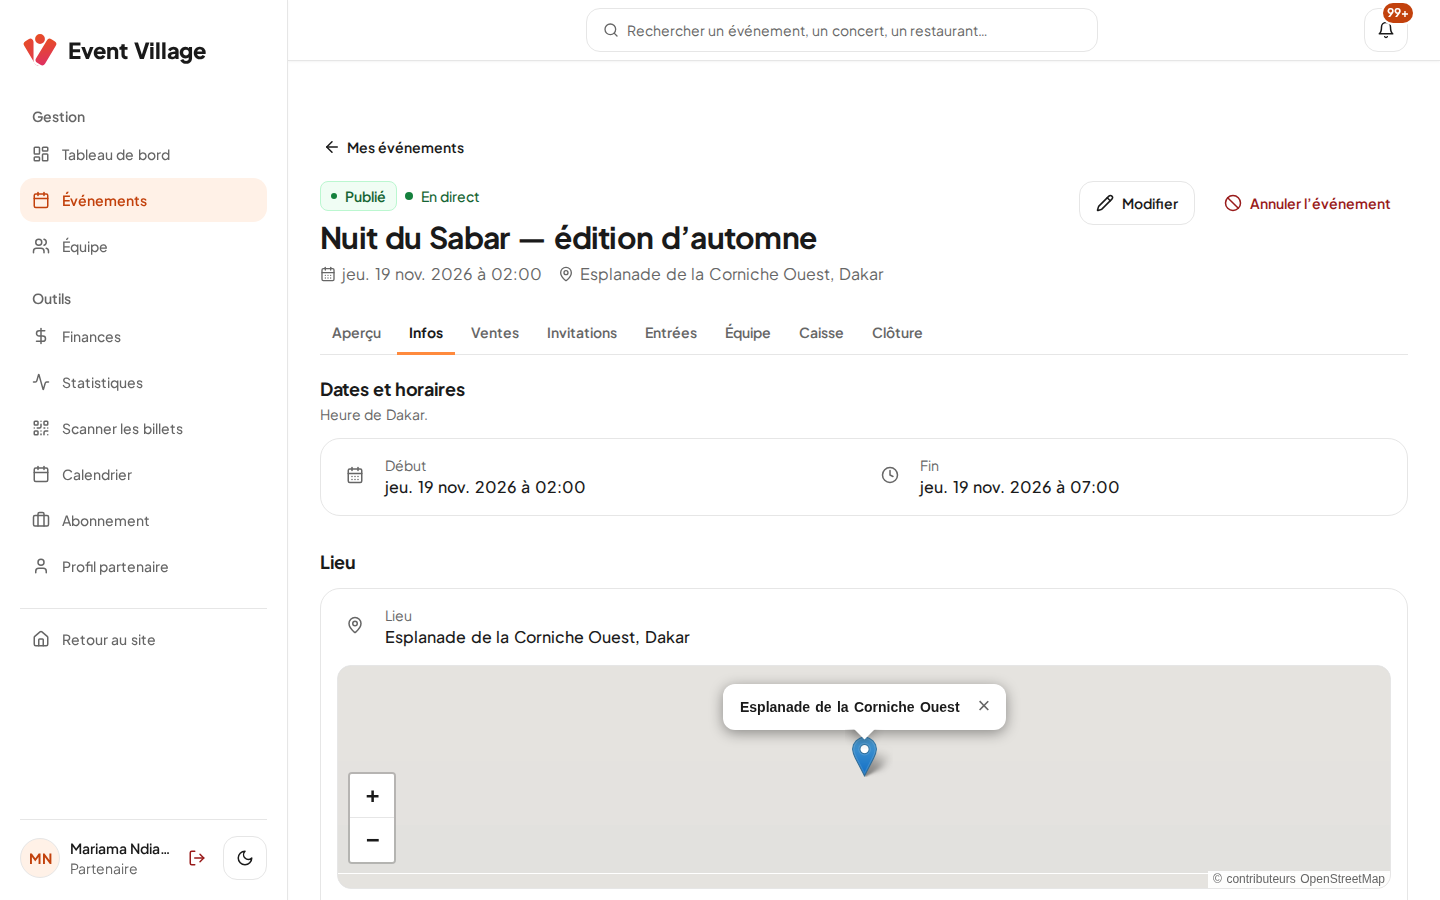 Event Village
Rechercher un événement, un concert, un restaurant…
99+
Gestion
Tableau de bord
Événements
Équipe
Outils
Finances
Statistiques
Scanner les billets
Calendrier
Abonnement
Profil partenaire
Retour au site
MN
Mariama Ndia…
Partenaire
Mes événements
Publié
En direct
Modifier
Annuler l’événement
Nuit du Sabar — édition d’automne
jeu. 19 nov. 2026 à 02:00
Esplanade de la Corniche Ouest, Dakar
Aperçu
Infos
Ventes
Invitations
Entrées
Équipe
Caisse
Clôture
Dates et horaires
Heure de Dakar.
Début
jeu. 19 nov. 2026 à 02:00
Fin
jeu. 19 nov. 2026 à 07:00
Lieu
Lieu
Esplanade de la Corniche Ouest, Dakar
Esplanade de la Corniche Ouest
×
+
−
© contributeurs OpenStreetMap